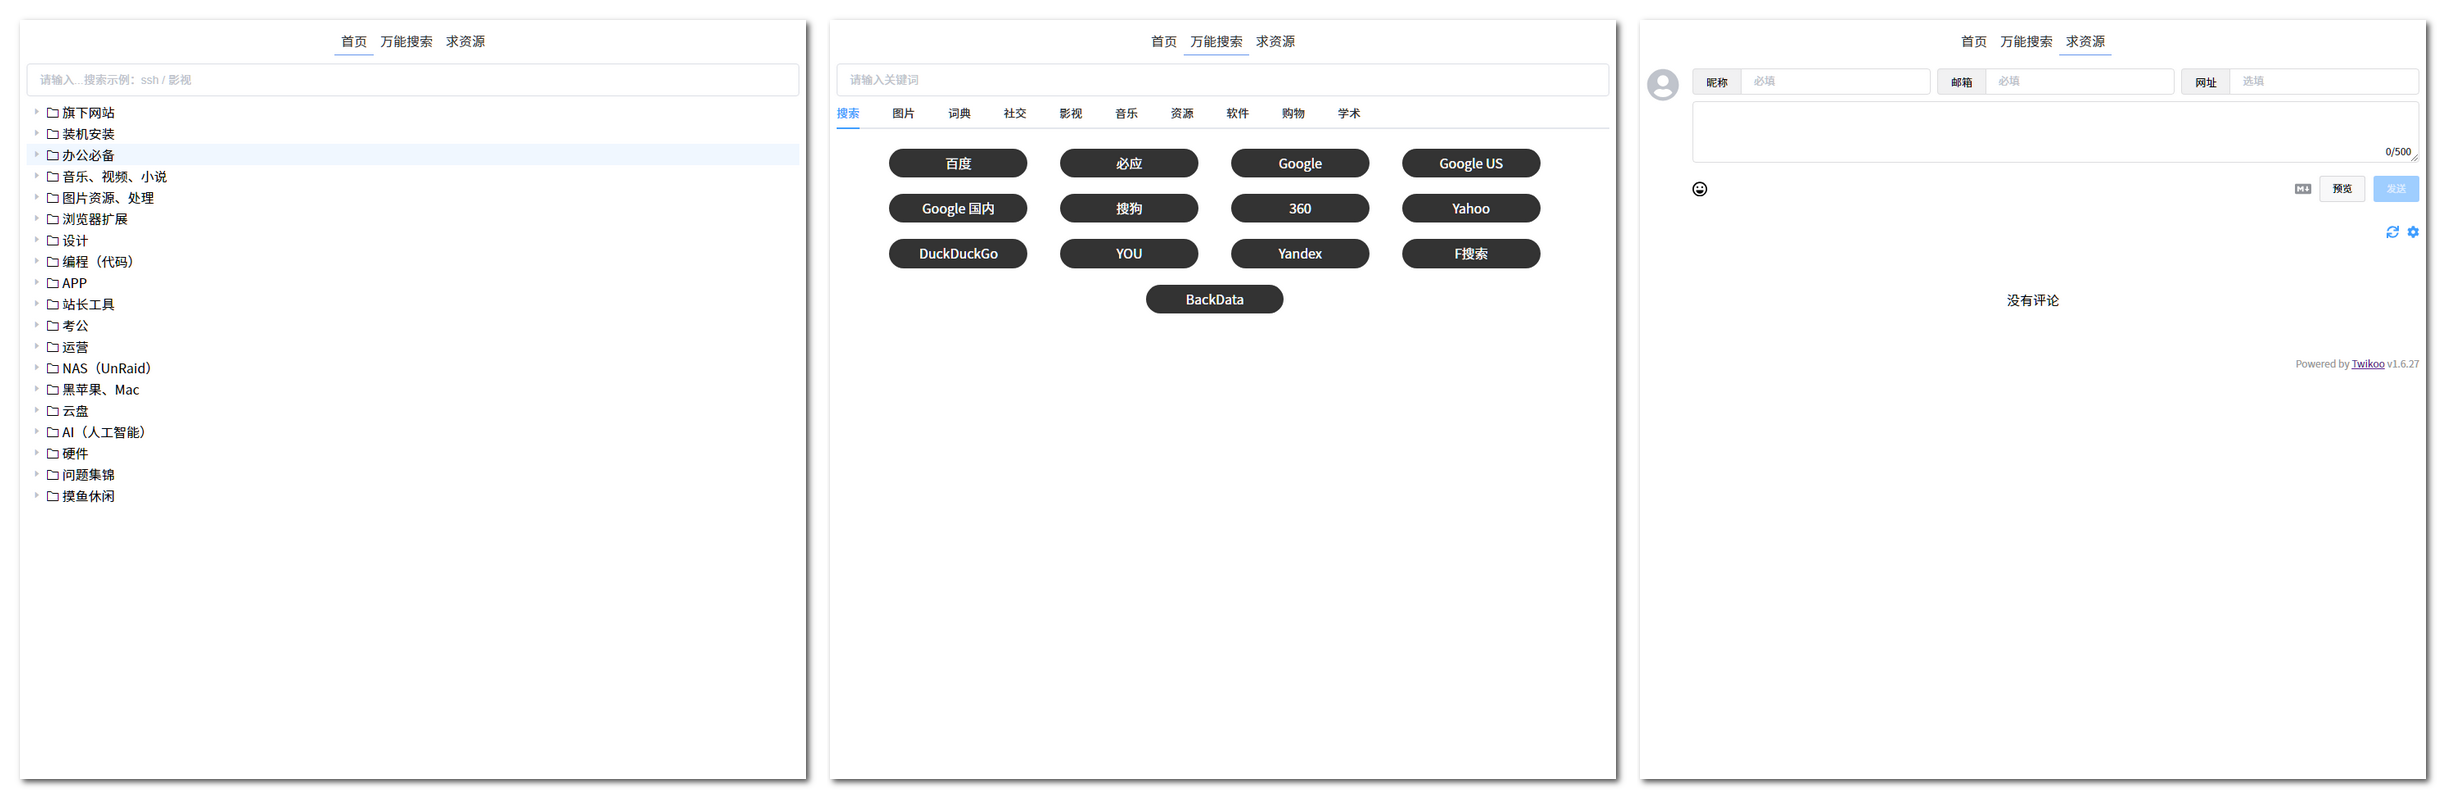 首页 万能搜索 求资源
请输入...搜索示例：ssh / 影视
旗下网站
装机安装
办公必备
音乐、视频、小说
图片资源、处理
浏览器扩展
设计
编程（代码）
APP
站长工具
考公
运营
NAS（UnRaid）
黑苹果、Mac
云盘
AI（人工智能）
硬件
问题集锦
摸鱼休闲
首页 万能搜索 求资源
请输入关键词
搜索 图片 词典 社交 影视 音乐 资源 软件 购物 学术
百度 必应 Google Google US
Google 国内 搜狗 360 Yahoo
DuckDuckGo YOU Yandex F搜索
BackData
首页 万能搜索 求资源
昵称 必填 邮箱 必填 网址 选填
0/500
M↓ 预览 发送
没有评论
Powered by Twikoo v1.6.27